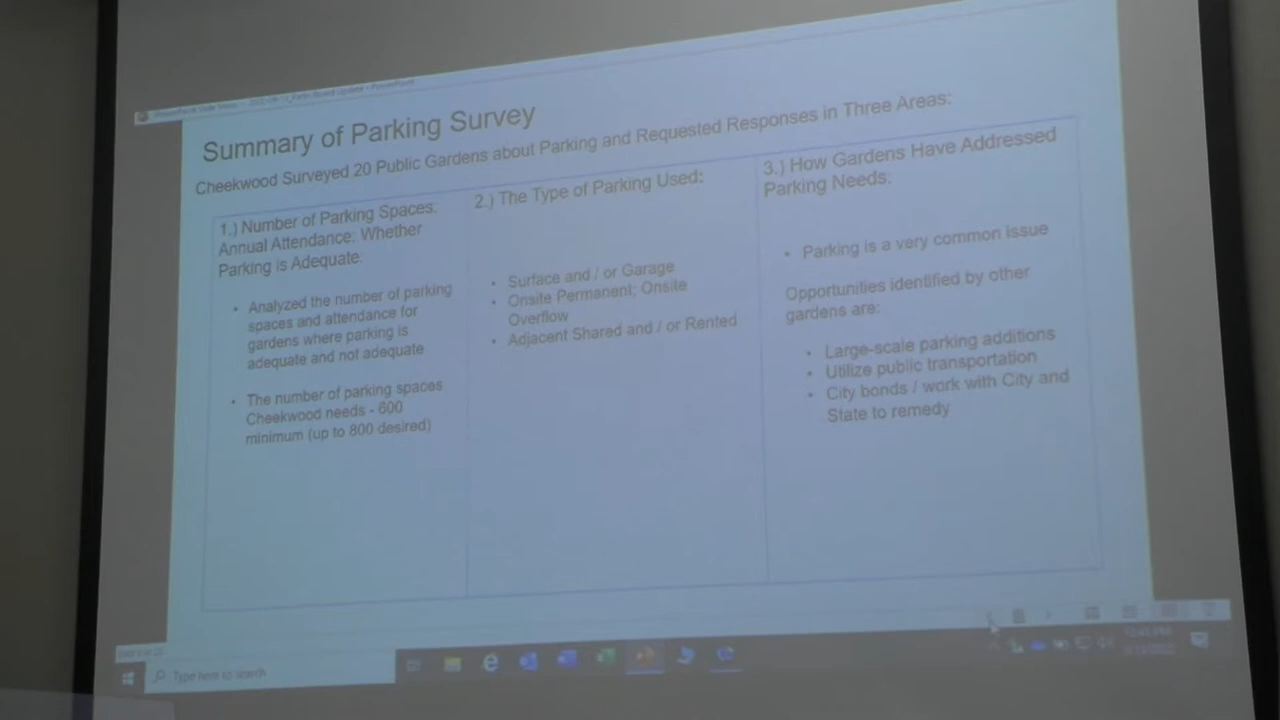 Summary of Parking Survey
Cheekwood Surveyed 20 Public Gardens about Parking and Requested Responses in Three Areas:
1.) Number of Parking Spaces:
Annual Attendance: Whether
Parking is Adequate:
• Analyzed the number of parking
spaces and attendance for
gardens where parking is
adequate and not adequate
• The number of parking spaces
Cheekwood needs - 600
minimum (up to 800 desired)
2.) The Type of Parking Used:
• Surface and / or Garage
• Onsite Permanent; Onsite
Overflow
• Adjacent Shared and / or Rented
3.) How Gardens Have Addressed
Parking Needs:
• Parking is a very common issue
Opportunities identified by other
gardens are:
• Large-scale parking additions
• Utilize public transportation
• City bonds / work with City and
State to remedy
Type here to search